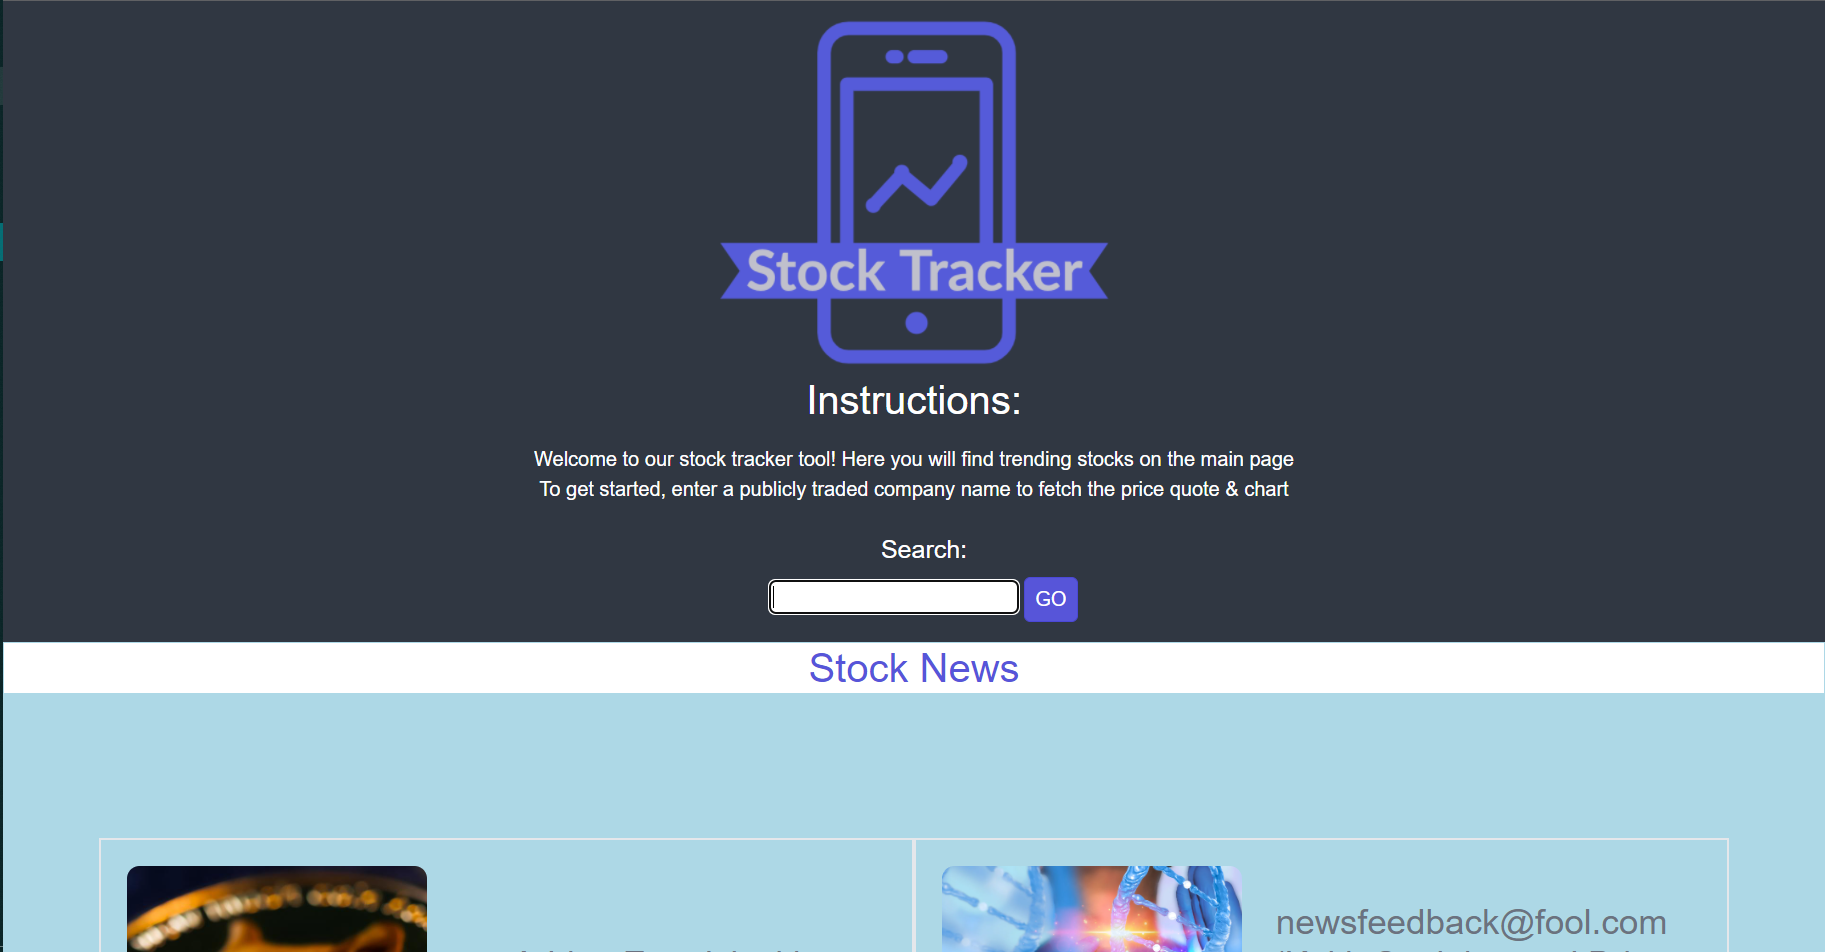 Stock Tracker
Instructions:
Welcome to our stock tracker tool! Here you will find trending stocks on the main page
To get started, enter a publicly traded company name to fetch the price quote & chart
Search:
GO
Stock News
newsfeedback@fool.com